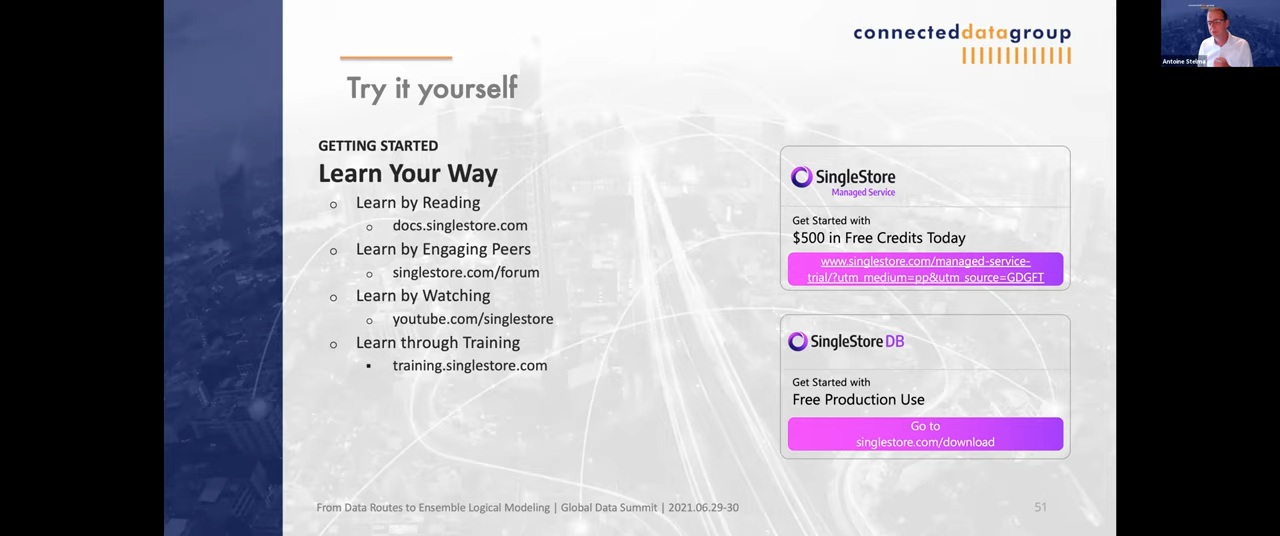 connecteddatagroup
Antoine Stelma
Try it yourself
GETTING STARTED
Learn Your Way
Learn by Reading
docs.singlestore.com
Learn by Engaging Peers
singlestore.com/forum
Learn by Watching
youtube.com/singlestore
Learn through Training
training.singlestore.com
SingleStore
Managed Service
Get Started with
$500 in Free Credits Today
www.singlestore.com/managed-service-
trial/?utm_medium=pp&utm_source=GDGFT
SingleStore DB
Get Started with
Free Production Use
Go to
singlestore.com/download
From Data Routes to Ensemble Logical Modeling | Global Data Summit | 2021.06.29-30
51